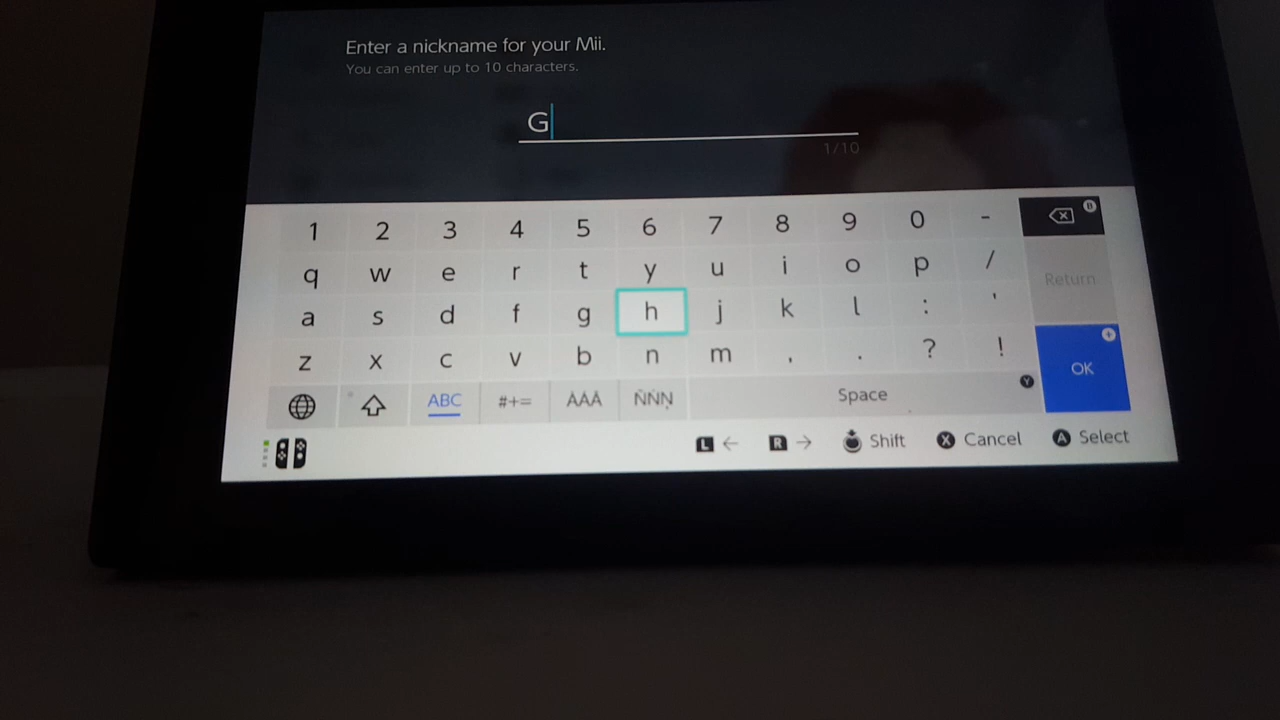 Enter a nickname for your Mii.
You can enter up to 10 characters.
G
1/10
1 2 3 4 5 6 7 8 9 0 - B
q w e r t y u i o p / Return
a s d f g h j k l : '
z x c v b n m , . ? ! + OK
ABC #+= ÀÁÂ ÑŃŅ Space Y
L ← R → Shift X Cancel A Select